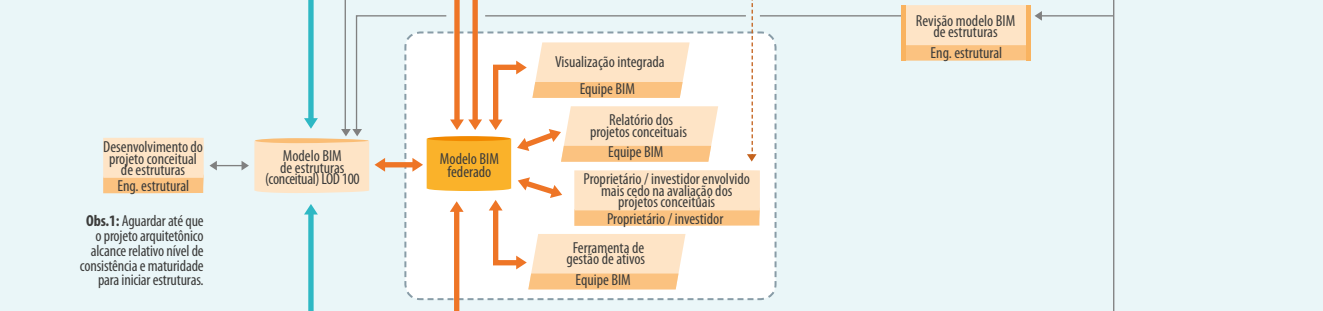 Revisão modelo BIM
de estruturas
Eng. estrutural
Visualização integrada
Equipe BIM
Relatório dos
projetos conceituais
Equipe BIM
Desenvolvimento do
projeto conceitual
de estruturas
Eng. estrutural
Modelo BIM
de estruturas
(conceitual) LOD 100
Modelo BIM
federado
Proprietário / investidor envolvido
mais cedo na avaliação dos
projetos conceituais
Proprietário / investidor
Obs.1: Aguardar até que
o projeto arquitetônico
alcance relativo nível de
consistência e maturidade
para iniciar estruturas.
Ferramenta de
gestão de ativos
Equipe BIM